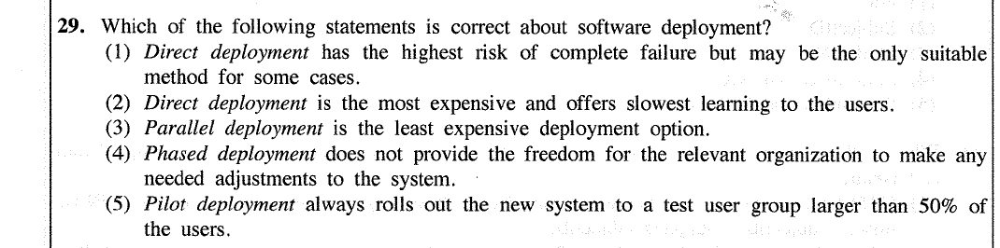 29. Which of the following statements is correct about software deployment?
(1) Direct deployment has the highest risk of complete failure but may be the only suitable
method for some cases.
(2) Direct deployment is the most expensive and offers slowest learning to the users.
(3) Parallel deployment is the least expensive deployment option.
(4) Phased deployment does not provide the freedom for the relevant organization to make any
needed adjustments to the system.
(5) Pilot deployment always rolls out the new system to a test user group larger than 50% of
the users.